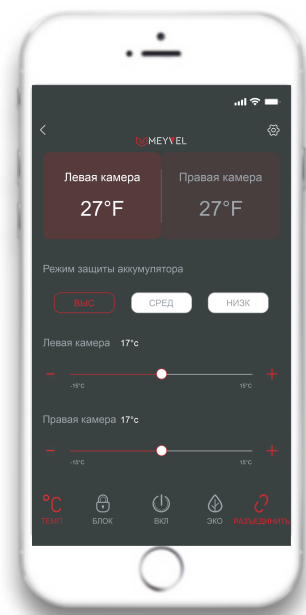 MEYVEL
Левая камера Правая камера
27°F 27°F
Режим защиты аккумулятора
ВЫС СРЕД НИЗК
Левая камера 17°c
- +
-15°C 15°C
Правая камера 17°c
- +
-15°C 15°C
°C
ТЕМП БЛОК ВКЛ ЭКО РАЗЪЕДИНИТЬ